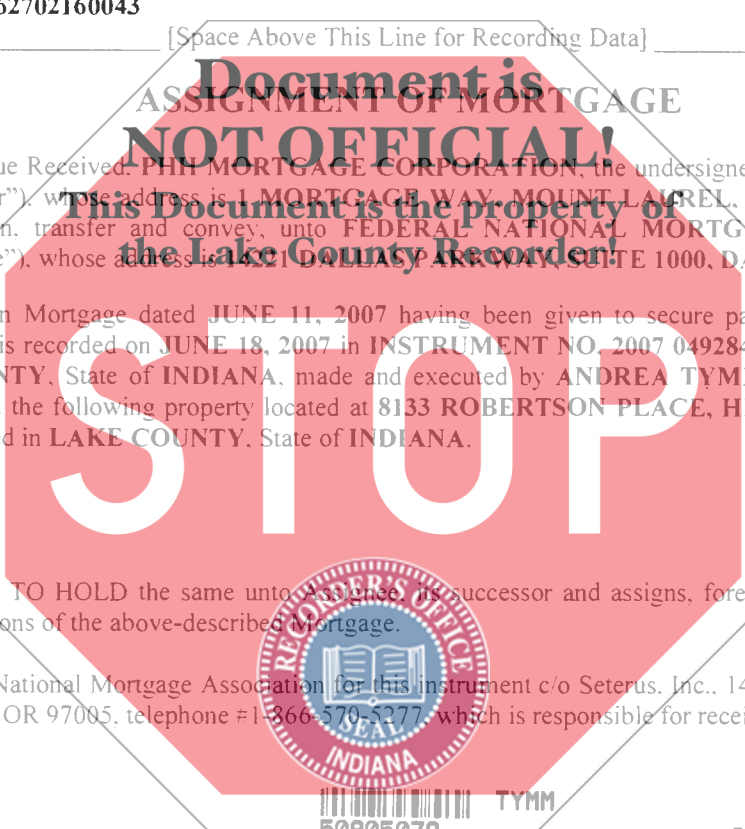 62702160043
[Space Above This Line for Recording Data]
Document is
ASSIGNMENT OF MORTGAGE
NOT OFFICIAL!
ue Received, PHH MORTGAGE CORPORATION, the undersigne
r"), whose address is 1 MORTGAGE WAY, MOUNT LAUREL,
This Document is the property of
n, transfer and convey, unto FEDERAL NATIONAL MORTG
the Lake County Recorder!
e"), whose address is 14221 DALLAS PARKWAY, SUITE 1000, DA
n Mortgage dated JUNE 11, 2007 having been given to secure pa
is recorded on JUNE 18, 2007 in INSTRUMENT NO. 2007 049284
NTY, State of INDIANA, made and executed by ANDREA TYM
the following property located at 8133 ROBERTSON PLACE, H
d in LAKE COUNTY, State of INDIANA.
STOP
TO HOLD the same unto Assignee, its successor and assigns, fore
ons of the above-described Mortgage.
RECORDER'S OFFICE
SEAL
INDIANA
National Mortgage Association for this instrument c/o Seterus, Inc., 14
OR 97005, telephone #1-866-570-5277, which is responsible for recei
TYMM
50905079